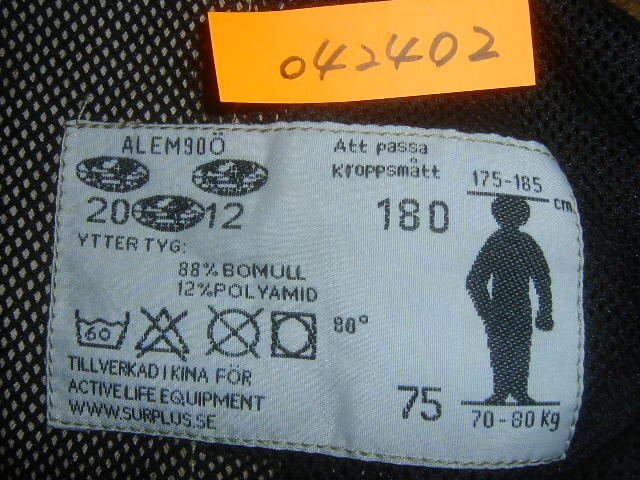 042402
ALEM90Ö
20 12
YTTER TYG:
88% BOMULL
12% POLYAMID
60
80°
TILLVERKAD I KINA FÖR
ACTIVE LIFE EQUIPMENT
WWW.SURPLUS.SE
Att passa
kroppsmått
180
175-185
cm.
75
70-80 Kg